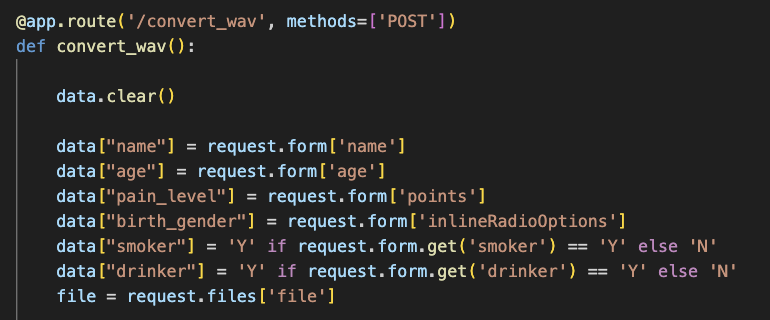 @app.route('/convert_wav', methods=['POST'])
def convert_wav():
data.clear()
data["name"] = request.form['name']
data["age"] = request.form['age']
data["pain_level"] = request.form['points']
data["birth_gender"] = request.form['inlineRadioOptions']
data["smoker"] = 'Y' if request.form.get('smoker') == 'Y' else 'N'
data["drinker"] = 'Y' if request.form.get('drinker') == 'Y' else 'N'
file = request.files['file']